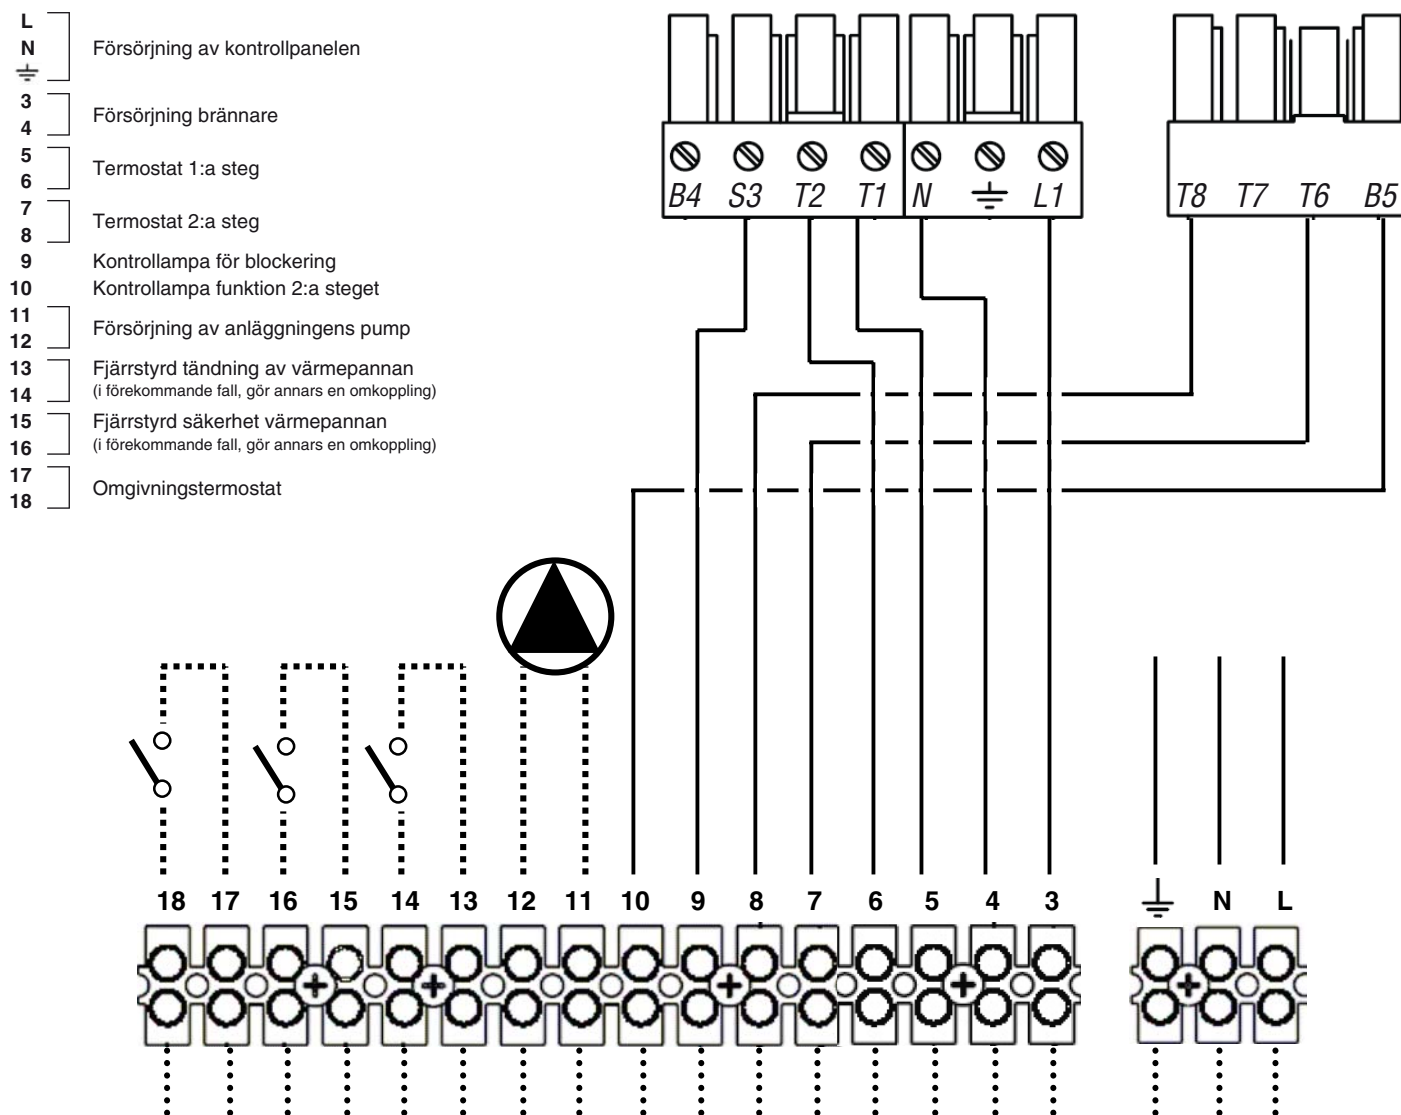 L
N
Försörjning av kontrollpanelen
3
4
Försörjning brännare
5
6
Termostat 1:a steg
7
8
Termostat 2:a steg
9 Kontrollampa för blockering
10 Kontrollampa funktion 2:a steget
11
12
Försörjning av anläggningens pump
13 Fjärrstyrd tändning av värmepannan
14 (i förekommande fall, gör annars en omkoppling)
15 Fjärrstyrd säkerhet värmepannan
16 (i förekommande fall, gör annars en omkoppling)
17
18
Omgivningstermostat
B4 S3 T2 T1 N L1
T8 T7 T6 B5
18 17 16 15 14 13 12 11 10 9 8 7 6 5 4 3
N L